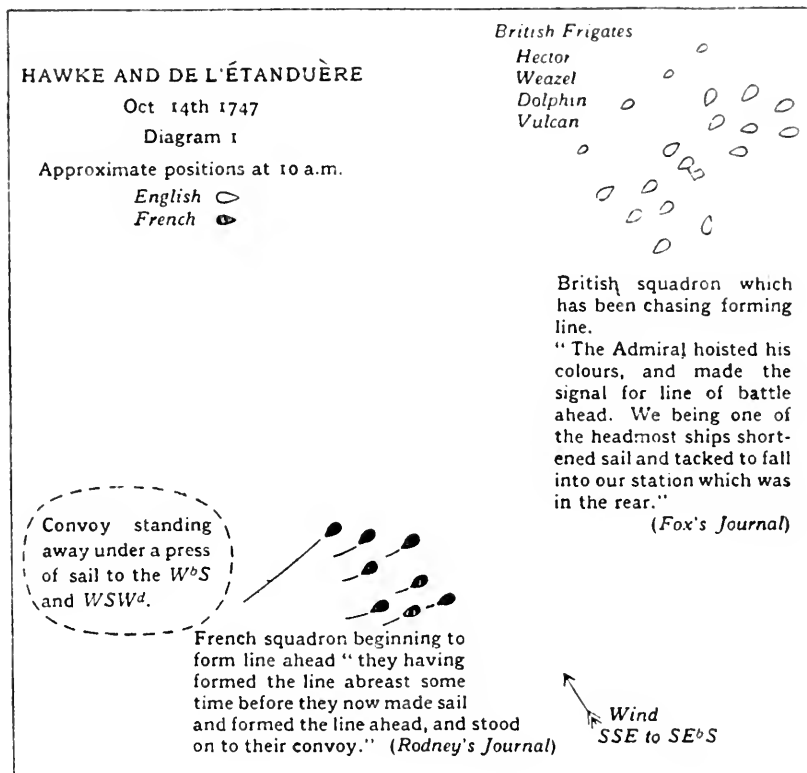 HAWKE AND DE L'ÉTANDUÈRE
Oct 14th 1747
Diagram 1
Approximate positions at 10 a.m.
English
French
British Frigates
Hector
Weazel
Dolphin
Vulcan
British squadron which
has been chasing forming
line.
“ The Admiral hoisted his
colours, and made the
signal for line of battle
ahead. We being one of
the headmost ships short-
ened sail and tacked to fall
into our station which was
in the rear.”
(Fox's Journal)
Convoy standing
away under a press
of sail to the WᵇS
and WSWᵈ.
French squadron beginning to
form line ahead “ they having
formed the line abreast some
time before they now made sail
and formed the line ahead, and stood
on to their convoy.” (Rodney's Journal)
Wind
SSE to SEᵇS